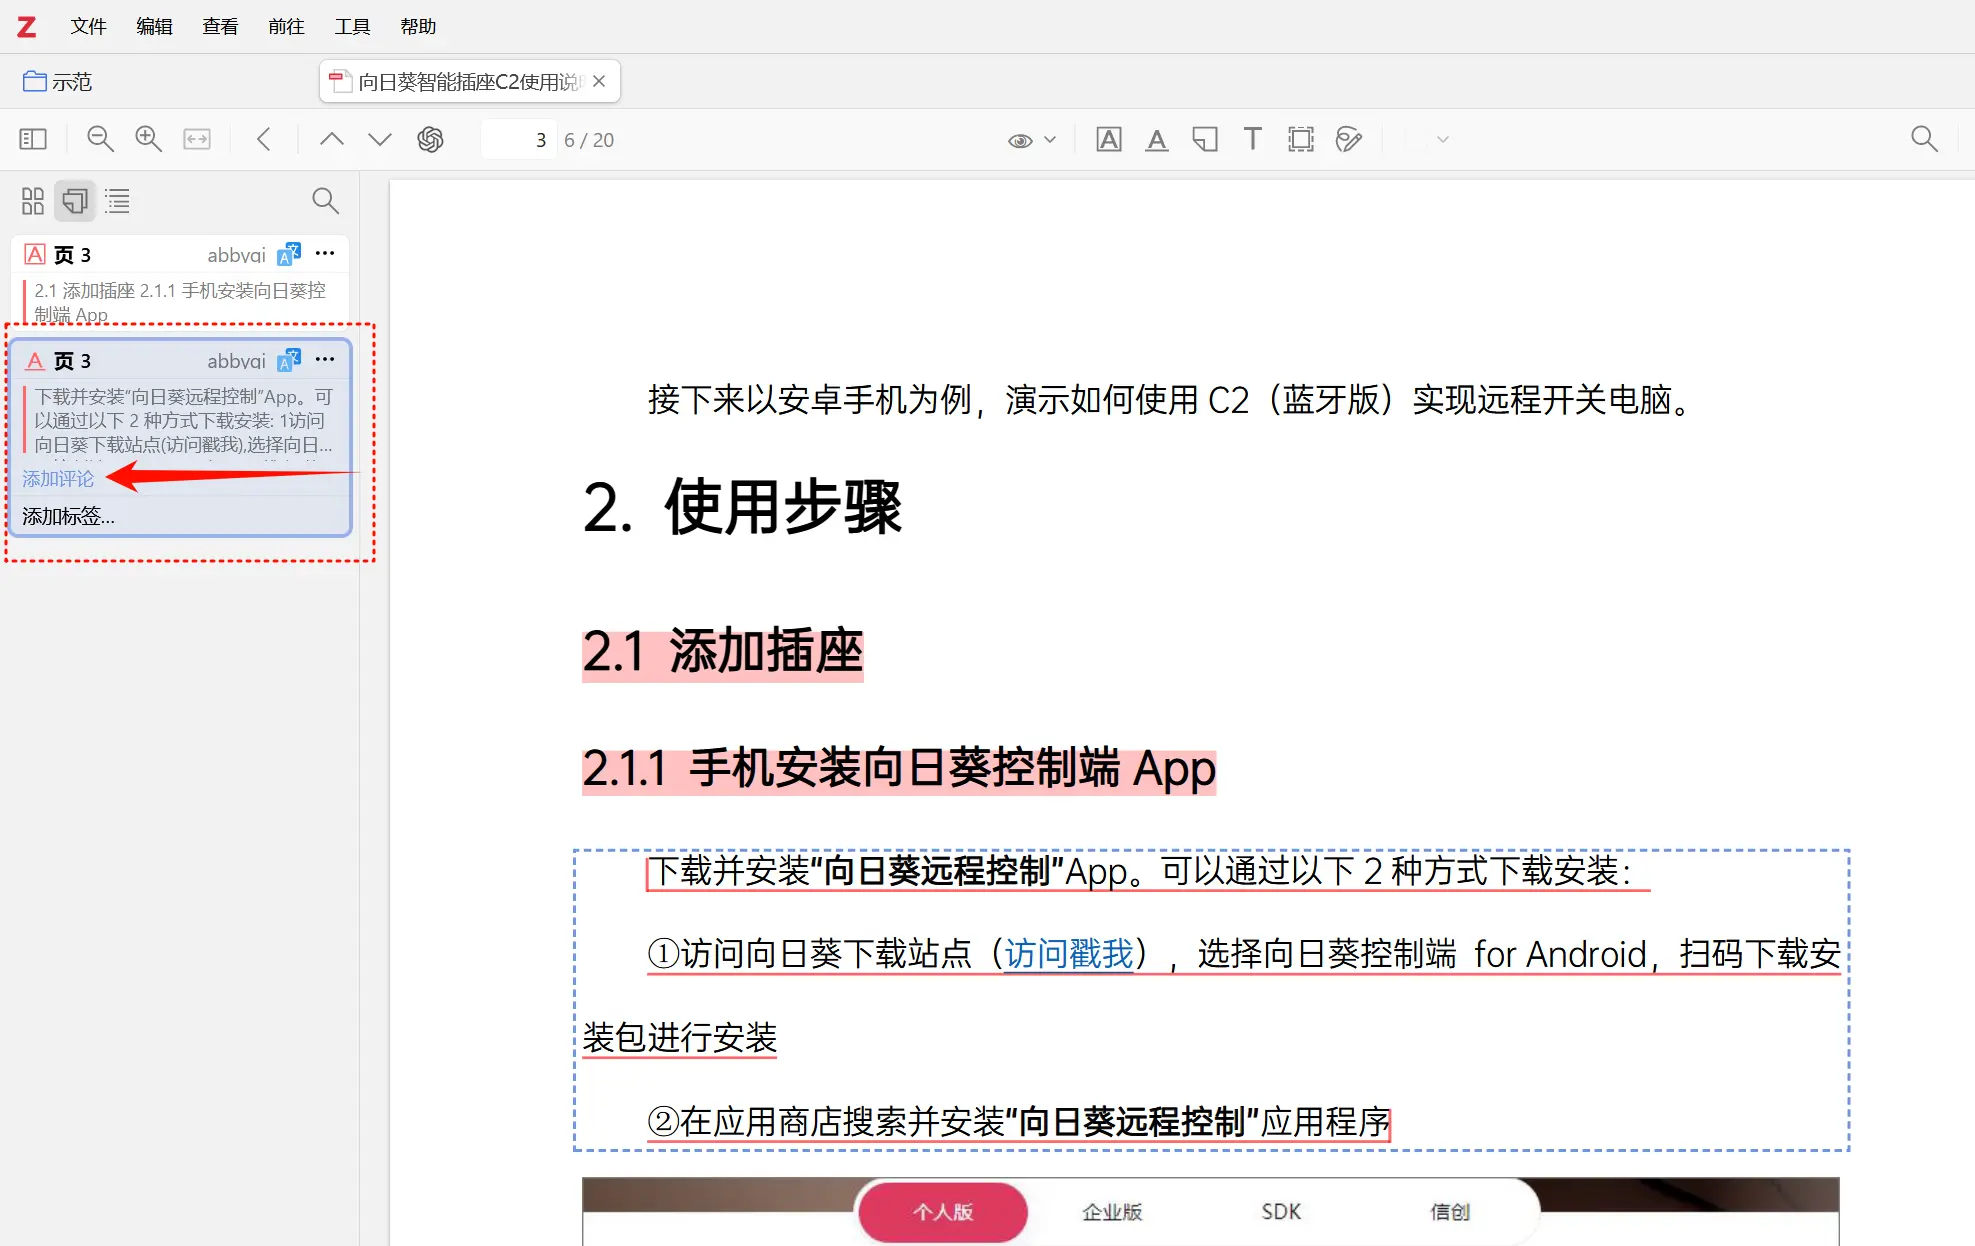 Z 文件 编辑 查看 前往 工具 帮助
示范
向日葵智能插座C2使用说
3 6 / 20
A A T
A 页 3 abbyqi
2.1 添加插座 2.1.1 手机安装向日葵控
制端 App
A 页 3 abbyqi
下载并安装“向日葵远程控制”App。可
以通过以下 2 种方式下载安装: 1访问
向日葵下载站点(访问戳我),选择向日...
添加评论
添加标签...
接下来以安卓手机为例，演示如何使用 C2（蓝牙版）实现远程开关电脑。
2. 使用步骤
2.1 添加插座
2.1.1 手机安装向日葵控制端 App
下载并安装“向日葵远程控制”App。可以通过以下 2 种方式下载安装：
①访问向日葵下载站点（访问戳我），选择向日葵控制端 for Android，扫码下载安
装包进行安装
②在应用商店搜索并安装“向日葵远程控制”应用程序
个人版 企业版 SDK 信创